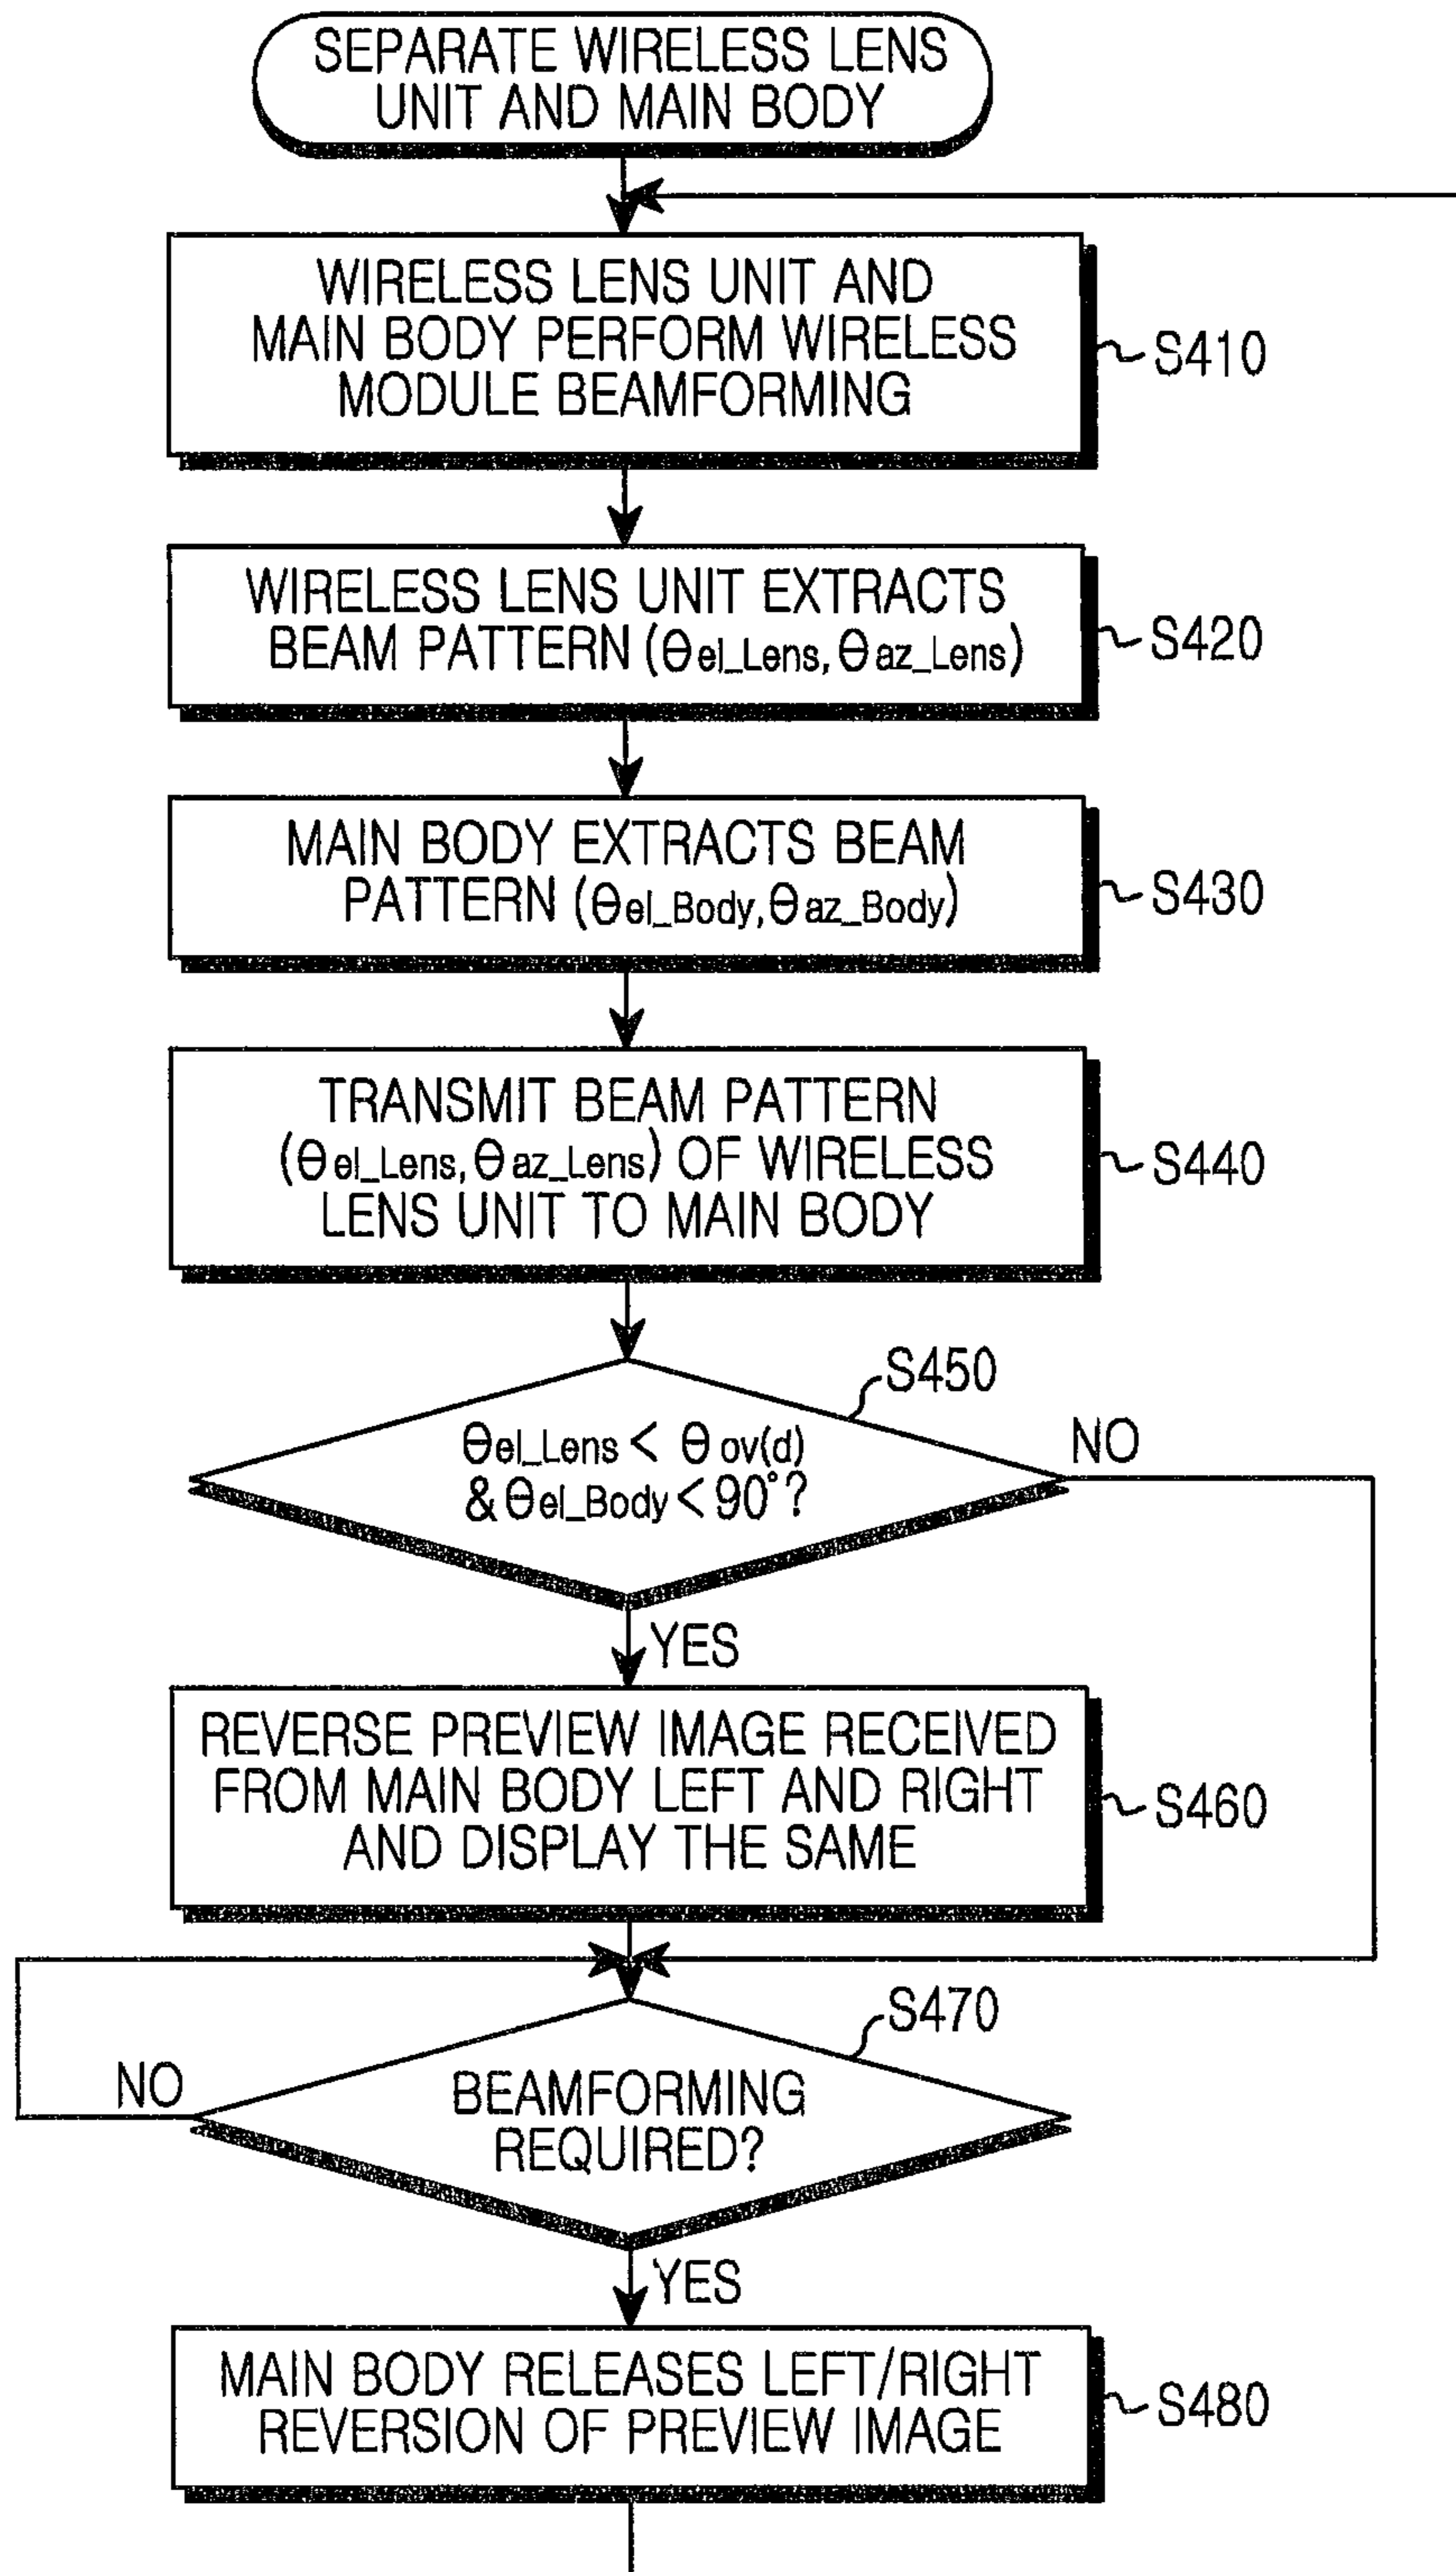 SEPARATE WIRELESS LENS
UNIT AND MAIN BODY
WIRELESS LENS UNIT AND
MAIN BODY PERFORM WIRELESS
MODULE BEAMFORMING
S410
WIRELESS LENS UNIT EXTRACTS
BEAM PATTERN (θel_Lens, θaz_Lens)
S420
MAIN BODY EXTRACTS BEAM
PATTERN (θel_Body, θaz_Body)
S430
TRANSMIT BEAM PATTERN
(θel_Lens, θaz_Lens) OF WIRELESS
LENS UNIT TO MAIN BODY
S440
S450
θel_Lens < θov(d)
& θel_Body < 90°?
NO
YES
REVERSE PREVIEW IMAGE RECEIVED
FROM MAIN BODY LEFT AND RIGHT
AND DISPLAY THE SAME
S460
S470
BEAMFORMING
REQUIRED?
NO
YES
MAIN BODY RELEASES LEFT/RIGHT
REVERSION OF PREVIEW IMAGE
S480